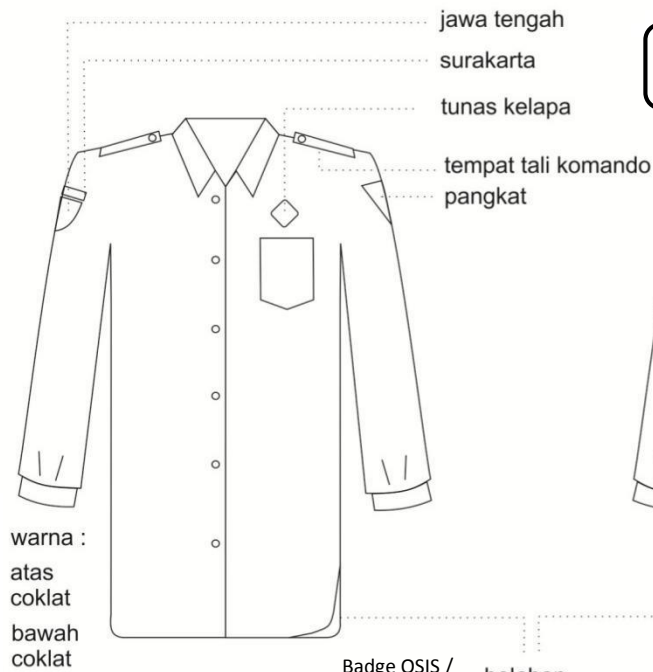 jawa tengah
surakarta
tunas kelapa
tempat tali komando
pangkat
warna :
atas
coklat
bawah
coklat
Badge OSIS /